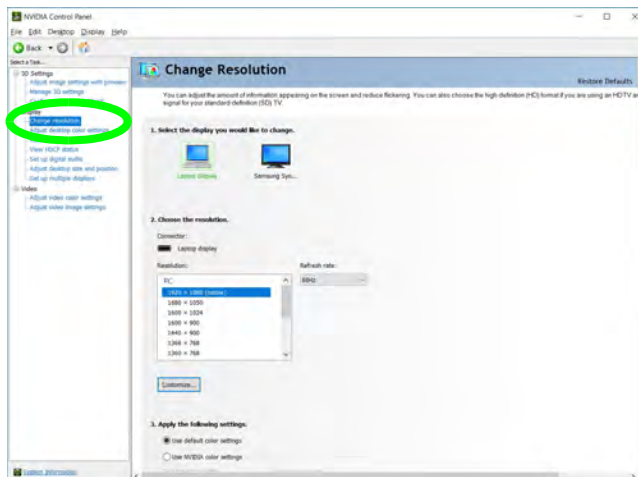 NVIDIA Control Panel
File Edit Desktop Display Help
Back
Select a Task...
3D Settings
Adjust image settings with preview
Manage 3D settings
Change resolution
Adjust desktop color settings
View HDCP status
Set up digital audio
Adjust desktop size and position
Set up multiple displays
Video
Adjust video color settings
Adjust video image settings
System Information
Change Resolution
Restore Defaults
You can adjust the amount of information appearing on the screen and reduce flickering. You can also choose the high definition (HD) format if you are using an HDTV an
signal for your standard definition (SD) TV.
1. Select the display you would like to change.
Laptop Display
Samsung Syn...
2. Choose the resolution.
Connector:
Laptop display
Resolution:
Refresh rate:
PC
1920 × 1080 (native)
1680 × 1050
1600 × 1024
1600 × 900
1440 × 900
1366 × 768
1360 × 768
Customize...
3. Apply the following settings.
Use default color settings
Use NVIDIA color settings